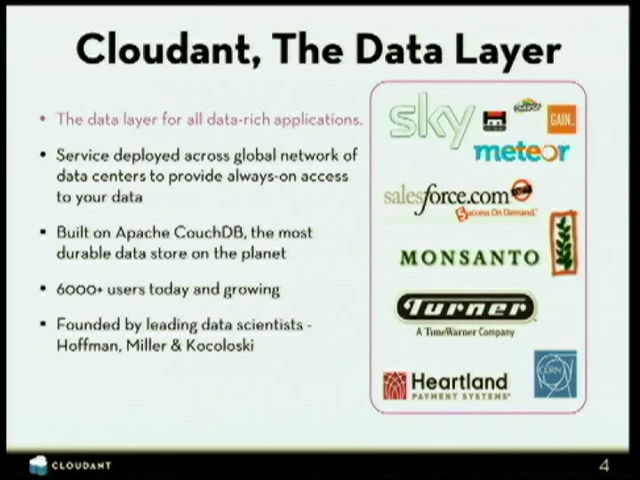 Cloudant, The Data Layer
• The data layer for all data-rich applications.
• Service deployed across global network of
data centers to provide always-on access
to your data
• Built on Apache CouchDB, the most
durable data store on the planet
• 6000+ users today and growing
• Founded by leading data scientists -
Hoffman, Miller & Kocoloski
sky
GAIN
meteor
salesforce.com
Success On Demand.™
MONSANTO
Turner
A TimeWarner Company
Heartland
PAYMENT SYSTEMS®
CERN
CLOUDANT
4